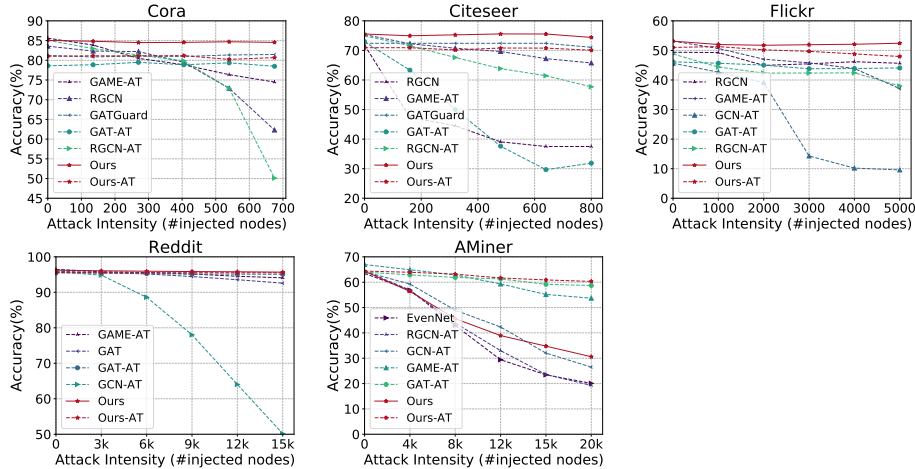 Cora
Accuracy(%)
90
85
80
75
70
65
60
55
50
45
GAME-AT
RGCN
GATGuard
GAT-AT
RGCN-AT
Ours
Ours-AT
0 100 200 300 400 500 600 700
Attack Intensity (#injected nodes)
Citeseer
Accuracy(%)
80
70
60
50
40
30
20
RGCN
GAME-AT
GATGuard
GAT-AT
RGCN-AT
Ours
Ours-AT
0 200 400 600 800
Attack Intensity (#injected nodes)
Flickr
Accuracy(%)
60
50
40
30
20
10
0
RGCN
GAME-AT
GCN-AT
GAT-AT
RGCN-AT
Ours
Ours-AT
0 1000 2000 3000 4000 5000
Attack Intensity (#injected nodes)
Reddit
Accuracy(%)
100
90
80
70
60
50
GAME-AT
GAT
GAT-AT
GCN-AT
Ours
Ours-AT
0 3k 6k 9k 12k 15k
Attack Intensity (#injected nodes)
AMiner
Accuracy(%)
70
60
50
40
30
20
10
0
EvenNet
RGCN-AT
GCN-AT
GAME-AT
GAT-AT
Ours
Ours-AT
0 4k 8k 12k 15k 20k
Attack Intensity (#injected nodes)